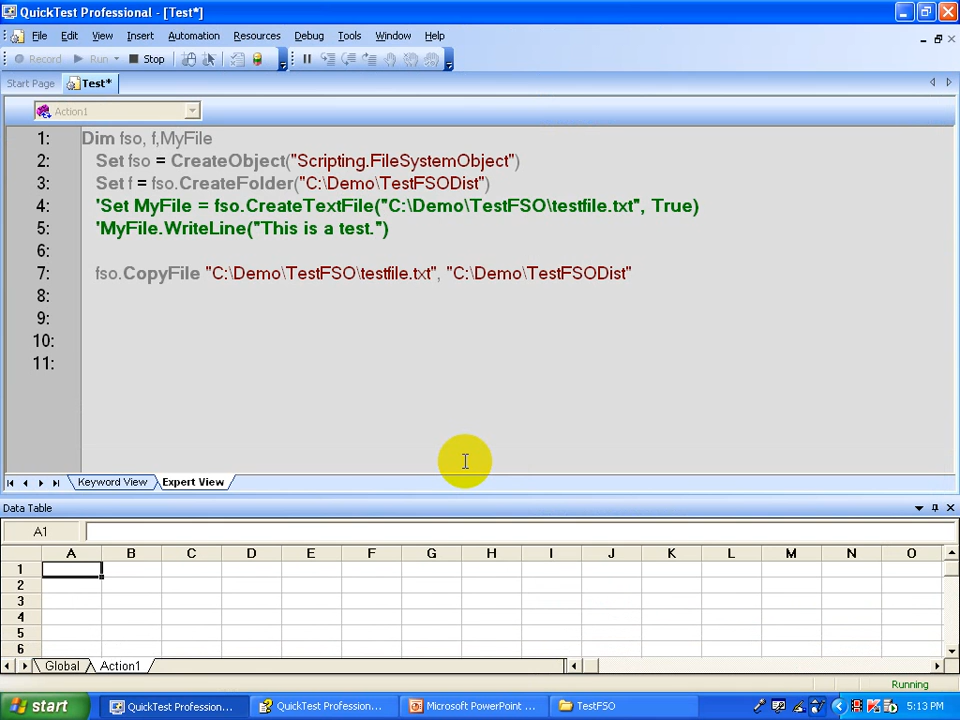 QuickTest Professional - [Test*]
File Edit View Insert Automation Resources Debug Tools Window Help
Record Run Stop
Start Page Test*
Action1
1: Dim fso, f,MyFile
2: Set fso = CreateObject("Scripting.FileSystemObject")
3: Set f = fso.CreateFolder("C:\Demo\TestFSODist")
4: 'Set MyFile = fso.CreateTextFile("C:\Demo\TestFSO\testfile.txt", True)
5: 'MyFile.WriteLine("This is a test.")
6:
7: fso.CopyFile "C:\Demo\TestFSO\testfile.txt", "C:\Demo\TestFSODist"
8:
9:
10:
11:
Keyword View Expert View
Data Table
A1
A B C D E F G H I J K L M N O
1
2
3
4
5
6
Global Action1
Running
start QuickTest Profession... QuickTest Profession... Microsoft PowerPoint ... TestFSO 5:13 PM